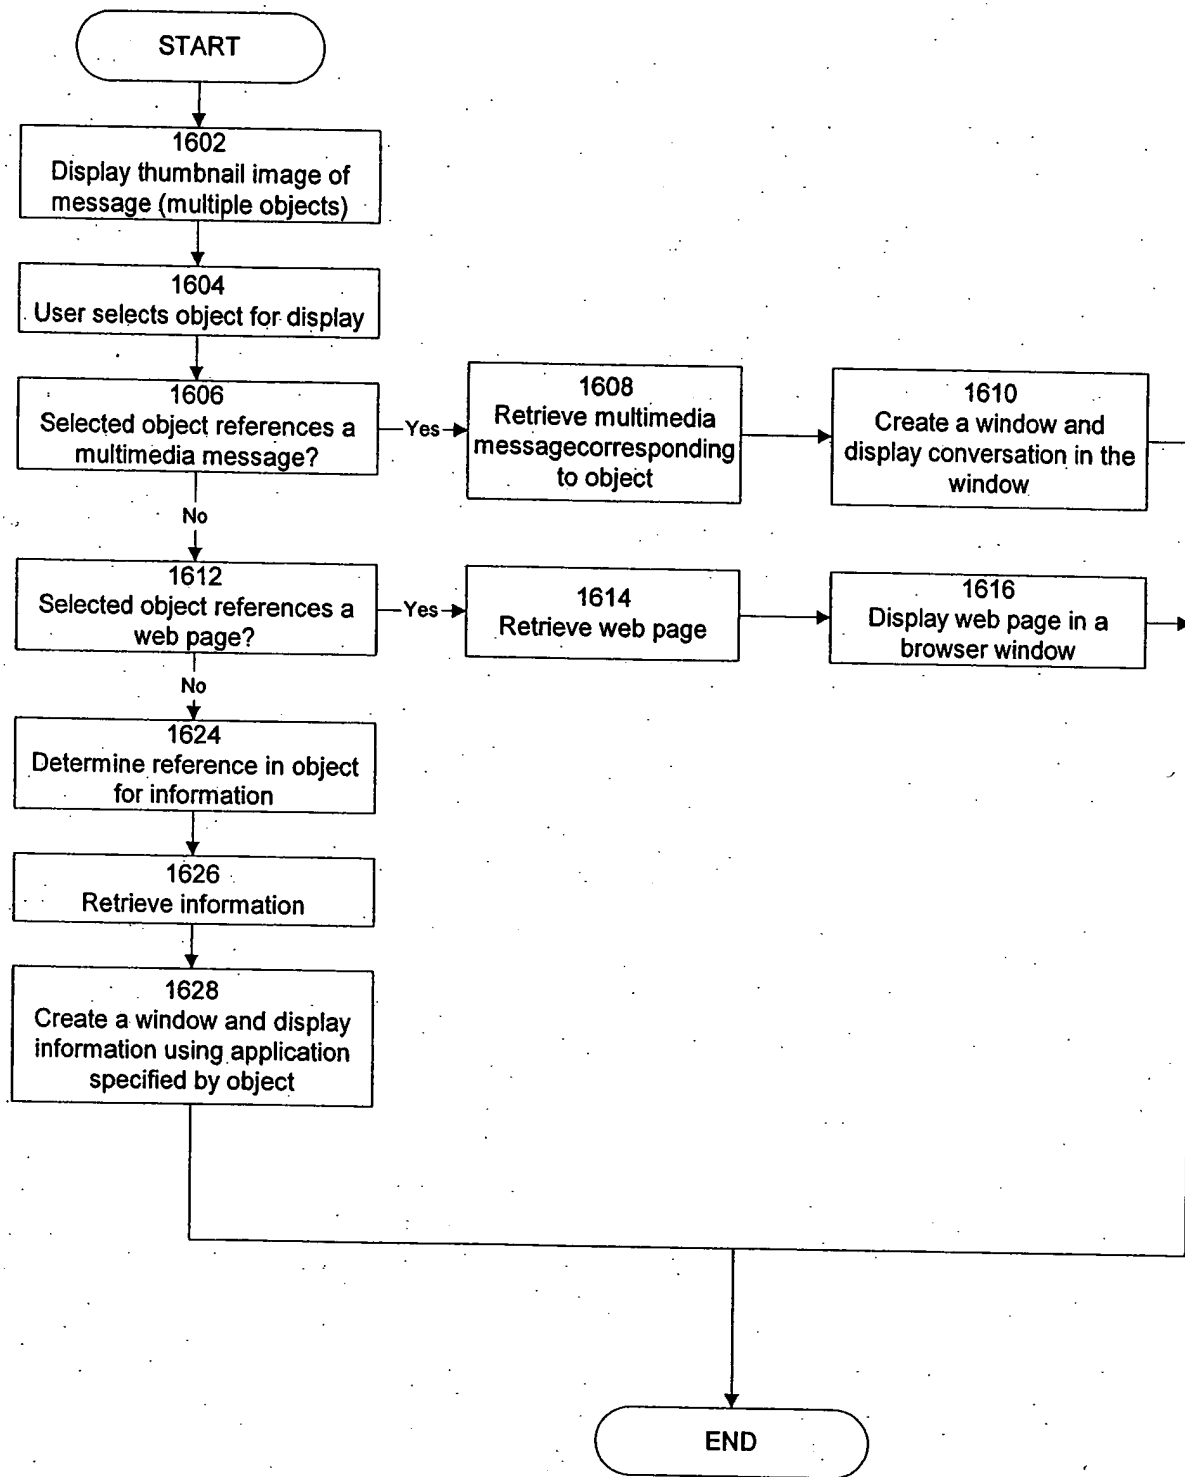 START
1602
Display thumbnail image of
message (multiple objects)
1604
User selects object for display
1606
Selected object references a
multimedia message?
Yes
1608
Retrieve multimedia
messagecorresponding
to object
1610
Create a window and
display conversation in the
window
No
1612
Selected object references a
web page?
Yes
1614
Retrieve web page
1616
Display web page in a
browser window
No
1624
Determine reference in object
for information
1626
Retrieve information
1628
Create a window and display
information using application
specified by object
END